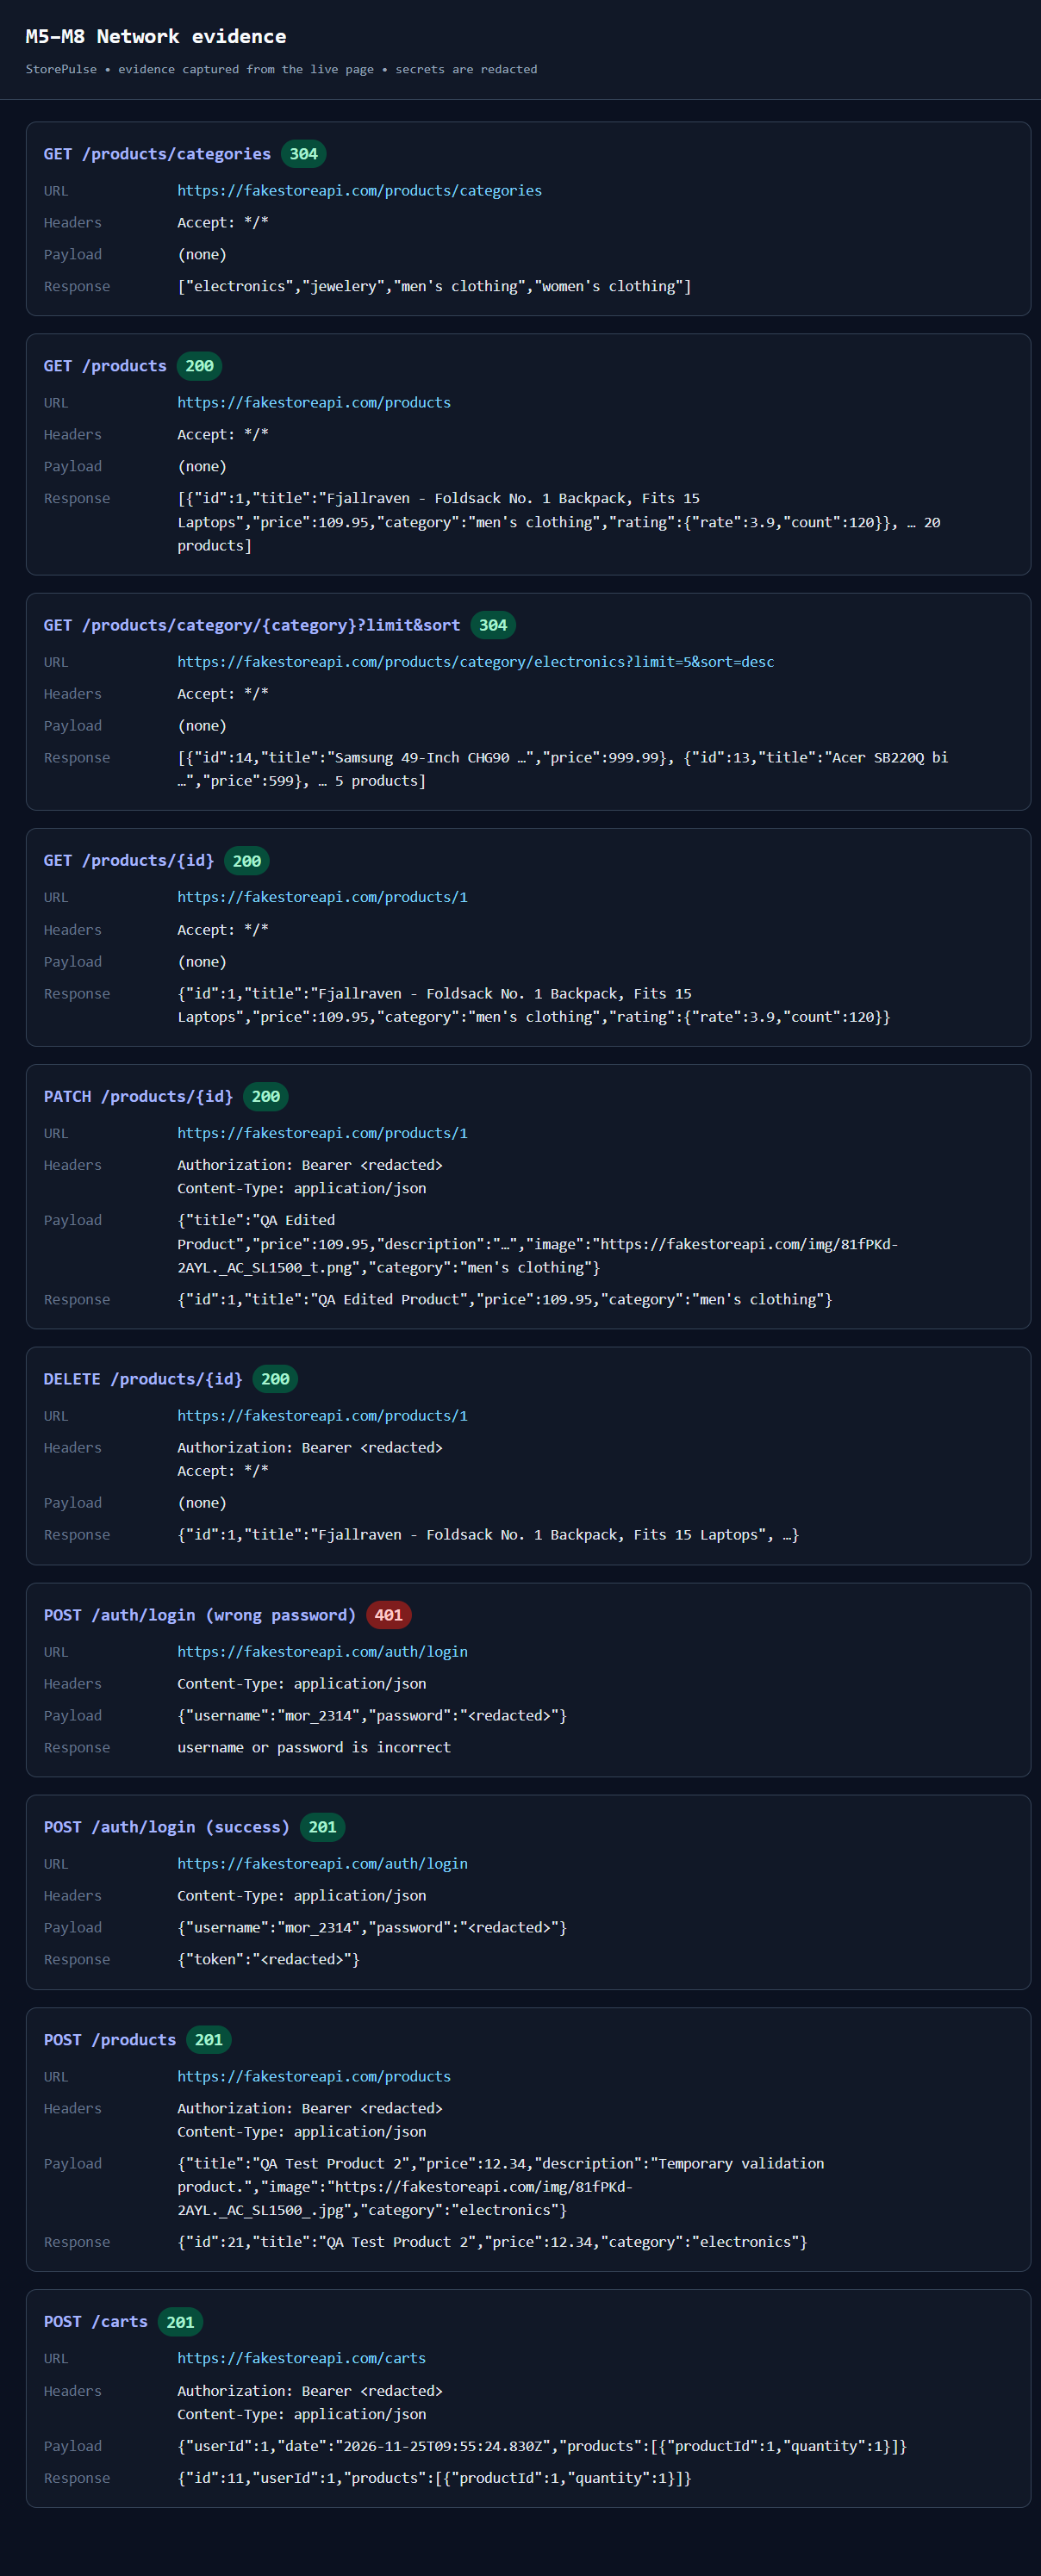 M5–M8 Network evidence
StorePulse • evidence captured from the live page • secrets are redacted
GET /products/categories 304
URL https://fakestoreapi.com/products/categories
Headers Accept: */*
Payload (none)
Response ["electronics","jewelery","men's clothing","women's clothing"]
GET /products 200
URL https://fakestoreapi.com/products
Headers Accept: */*
Payload (none)
Response [{"id":1,"title":"Fjallraven - Foldsack No. 1 Backpack, Fits 15
Laptops","price":109.95,"category":"men's clothing","rating":{"rate":3.9,"count":120}}, … 20
products]
GET /products/category/{category}?limit&sort 304
URL https://fakestoreapi.com/products/category/electronics?limit=5&sort=desc
Headers Accept: */*
Payload (none)
Response [{"id":14,"title":"Samsung 49-Inch CHG90 …","price":999.99}, {"id":13,"title":"Acer SB220Q bi
…","price":599}, … 5 products]
GET /products/{id} 200
URL https://fakestoreapi.com/products/1
Headers Accept: */*
Payload (none)
Response {"id":1,"title":"Fjallraven - Foldsack No. 1 Backpack, Fits 15
Laptops","price":109.95,"category":"men's clothing","rating":{"rate":3.9,"count":120}}
PATCH /products/{id} 200
URL https://fakestoreapi.com/products/1
Headers Authorization: Bearer <redacted>
Content-Type: application/json
Payload {"title":"QA Edited
Product","price":109.95,"description":"…","image":"https://fakestoreapi.com/img/81fPKd-
2AYL._AC_SL1500_t.png","category":"men's clothing"}
Response {"id":1,"title":"QA Edited Product","price":109.95,"category":"men's clothing"}
DELETE /products/{id} 200
URL https://fakestoreapi.com/products/1
Headers Authorization: Bearer <redacted>
Accept: */*
Payload (none)
Response {"id":1,"title":"Fjallraven - Foldsack No. 1 Backpack, Fits 15 Laptops", …}
POST /auth/login (wrong password) 401
URL https://fakestoreapi.com/auth/login
Headers Content-Type: application/json
Payload {"username":"mor_2314","password":"<redacted>"}
Response username or password is incorrect
POST /auth/login (success) 201
URL https://fakestoreapi.com/auth/login
Headers Content-Type: application/json
Payload {"username":"mor_2314","password":"<redacted>"}
Response {"token":"<redacted>"}
POST /products 201
URL https://fakestoreapi.com/products
Headers Authorization: Bearer <redacted>
Content-Type: application/json
Payload {"title":"QA Test Product 2","price":12.34,"description":"Temporary validation
product.","image":"https://fakestoreapi.com/img/81fPKd-
2AYL._AC_SL1500_.jpg","category":"electronics"}
Response {"id":21,"title":"QA Test Product 2","price":12.34,"category":"electronics"}
POST /carts 201
URL https://fakestoreapi.com/carts
Headers Authorization: Bearer <redacted>
Content-Type: application/json
Payload {"userId":1,"date":"2026-11-25T09:55:24.830Z","products":[{"productId":1,"quantity":1}]}
Response {"id":11,"userId":1,"products":[{"productId":1,"quantity":1}]}